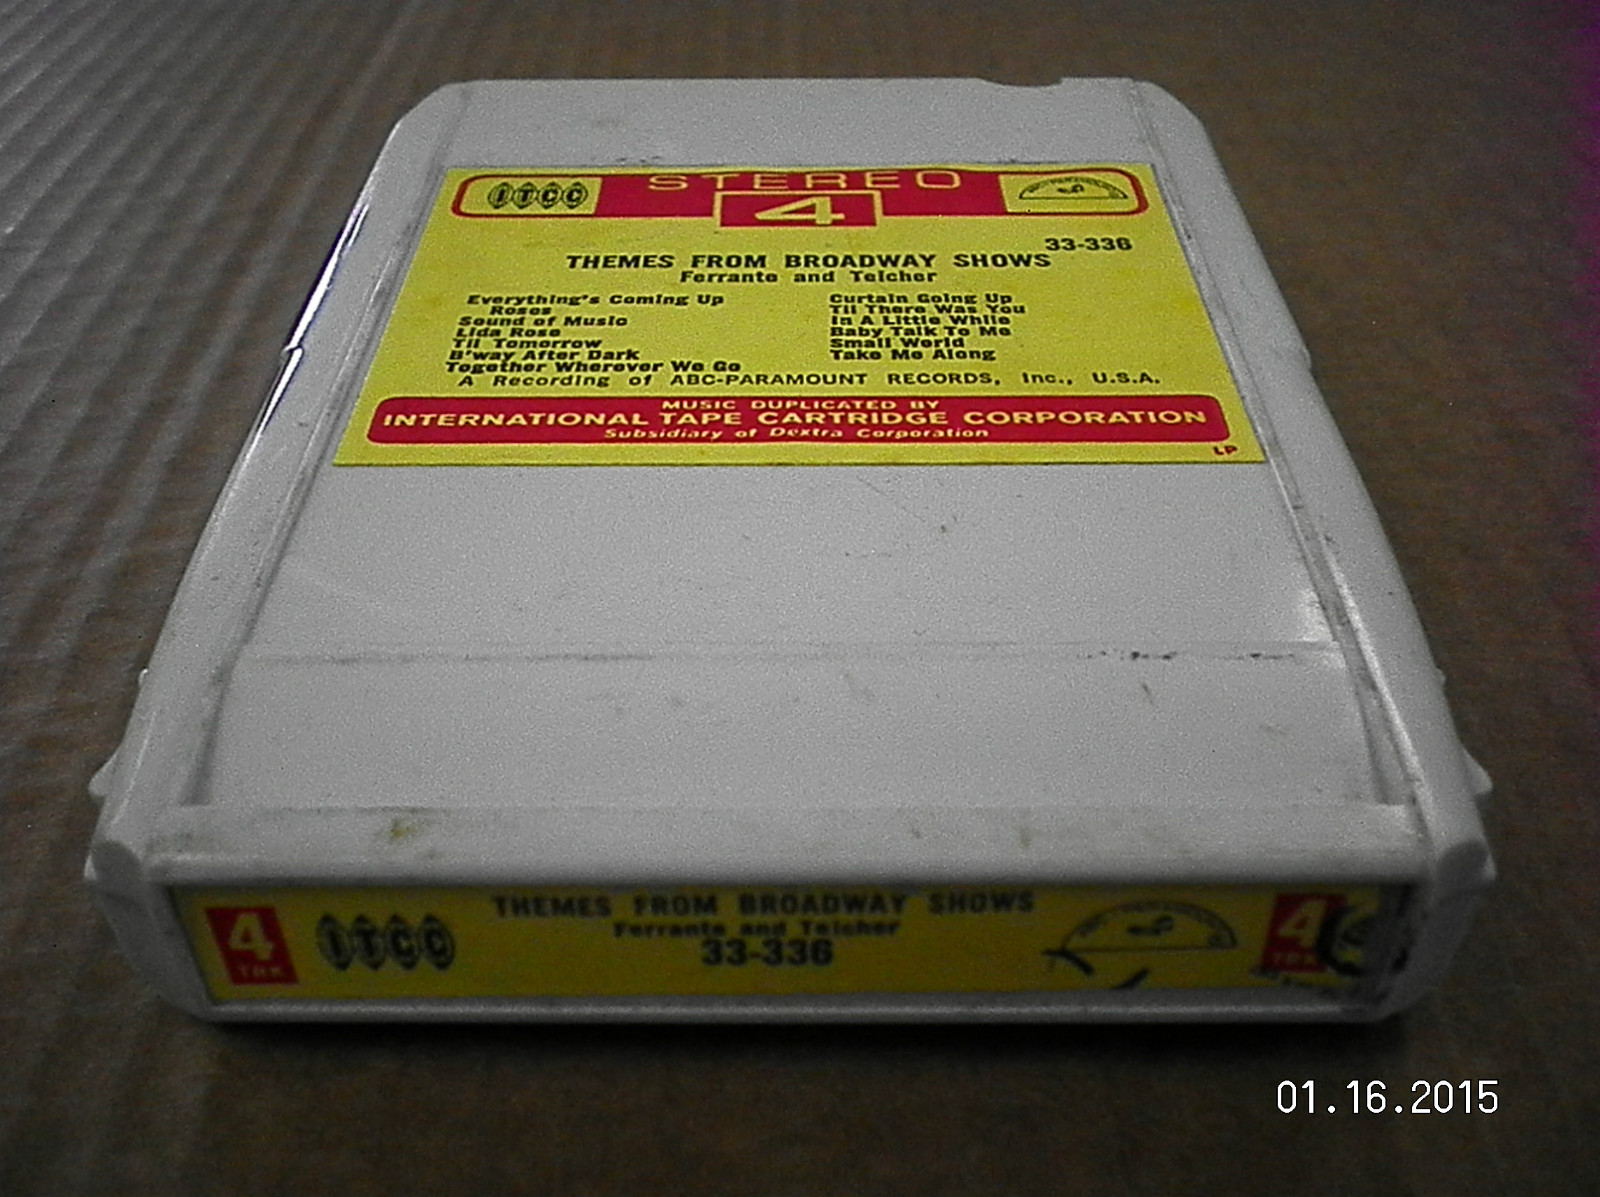 ITCC STEREO
4
33-336
THEMES FROM BROADWAY SHOWS
Ferrante and Teicher
Everything's Coming Up
Roses
Sound of Music
Lida Rose
Til Tomorrow
B'way After Dark
Together Wherever We Go
Curtain Going Up
Til There Was You
In A Little While
Baby Talk To Me
Small World
Take Me Along
A Recording of ABC-PARAMOUNT RECORDS, Inc., U.S.A.
MUSIC DUPLICATED BY
INTERNATIONAL TAPE CARTRIDGE CORPORATION
Subsidiary of Dextra Corporation
LP
4
TRK
ITCC
THEMES FROM BROADWAY SHOWS
Ferrante and Teicher
33-336
4
TRK
01.16.2015